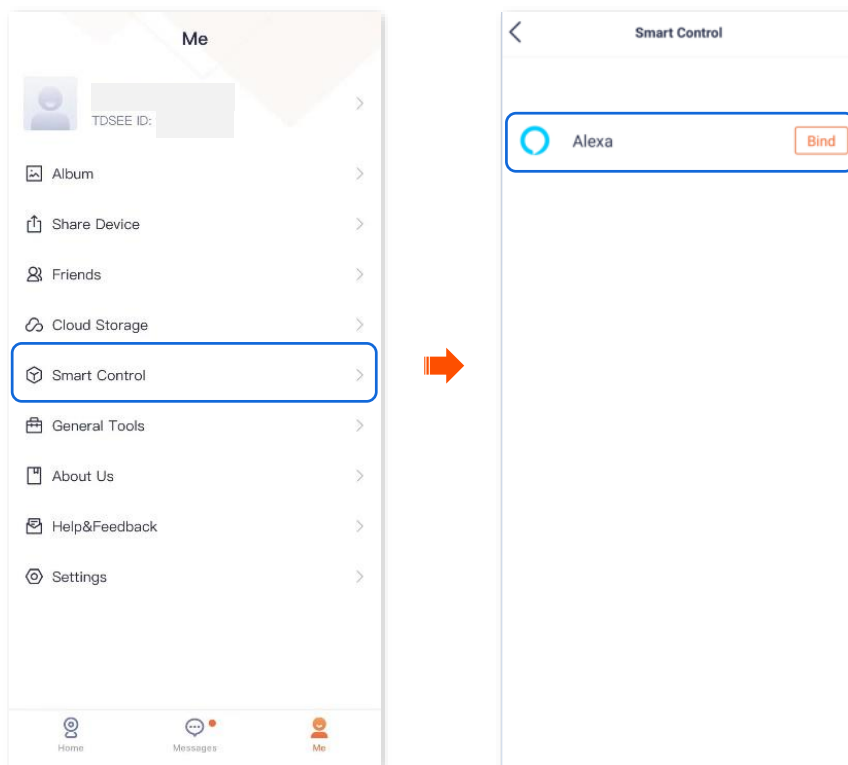 Me
TDSEE ID:
Album
Share Device
Friends
Cloud Storage
Smart Control
General Tools
About Us
Help&Feedback
Settings
Home
Messages
Me
Smart Control
Alexa
Bind